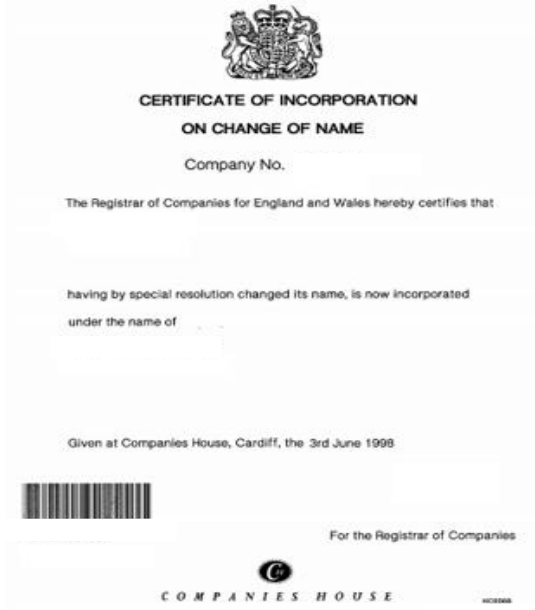 CERTIFICATE OF INCORPORATION
ON CHANGE OF NAME
Company No.
The Registrar of Companies for England and Wales hereby certifies that
having by special resolution changed its name, is now incorporated
under the name of
Given at Companies House, Cardiff, the 3rd June 1998
For the Registrar of Companies
COMPANIES HOUSE